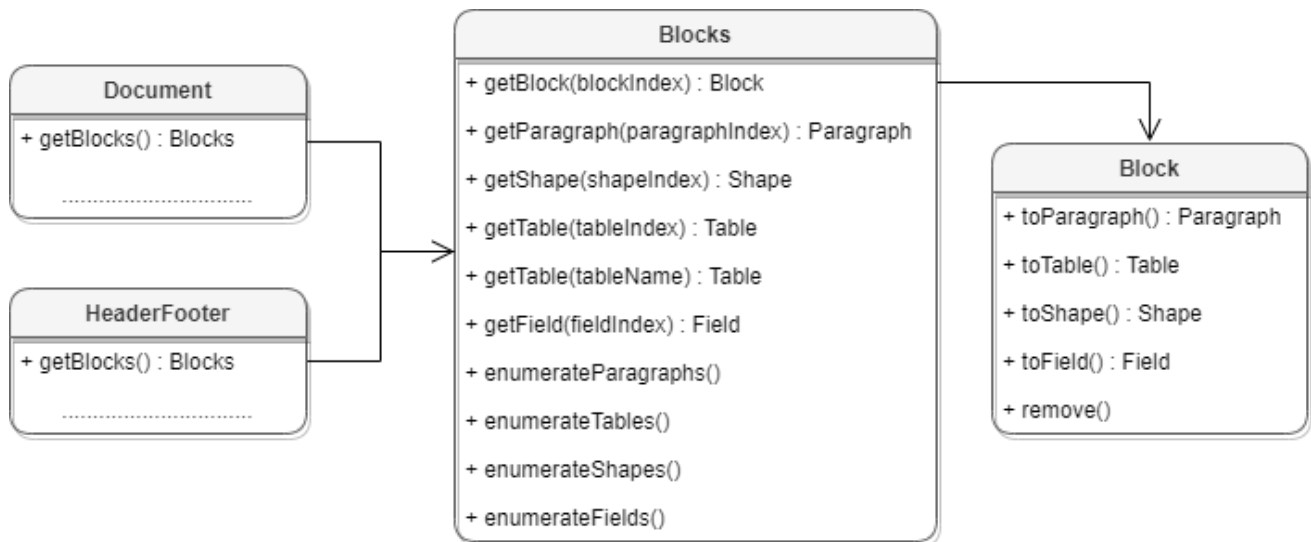 Document
+ getBlocks() : Blocks
HeaderFooter
+ getBlocks() : Blocks
Blocks
+ getBlock(blockIndex) : Block
+ getParagraph(paragraphIndex) : Paragraph
+ getShape(shapeIndex) : Shape
+ getTable(tableIndex) : Table
+ getTable(tableName) : Table
+ getField(fieldIndex) : Field
+ enumerateParagraphs()
+ enumerateTables()
+ enumerateShapes()
+ enumerateFields()
Block
+ toParagraph() : Paragraph
+ toTable() : Table
+ toShape() : Shape
+ toField() : Field
+ remove()